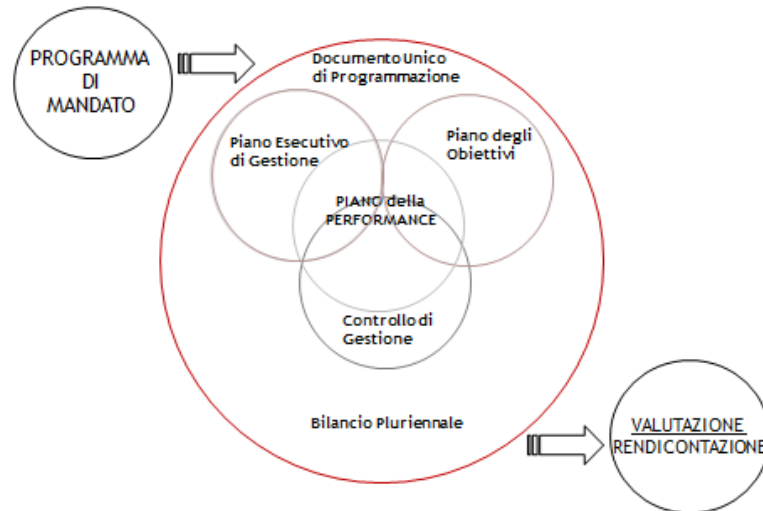 PROGRAMMA
DI
MANDATO
Documento Unico
di Programmazione
Piano Esecutivo
di Gestione
Piano degli
Obiettivi
PIANO della
PERFORMANCE
Controllo di
Gestione
Bilancio Pluriennale
VALUTAZIONE
RENDICONTAZIONE